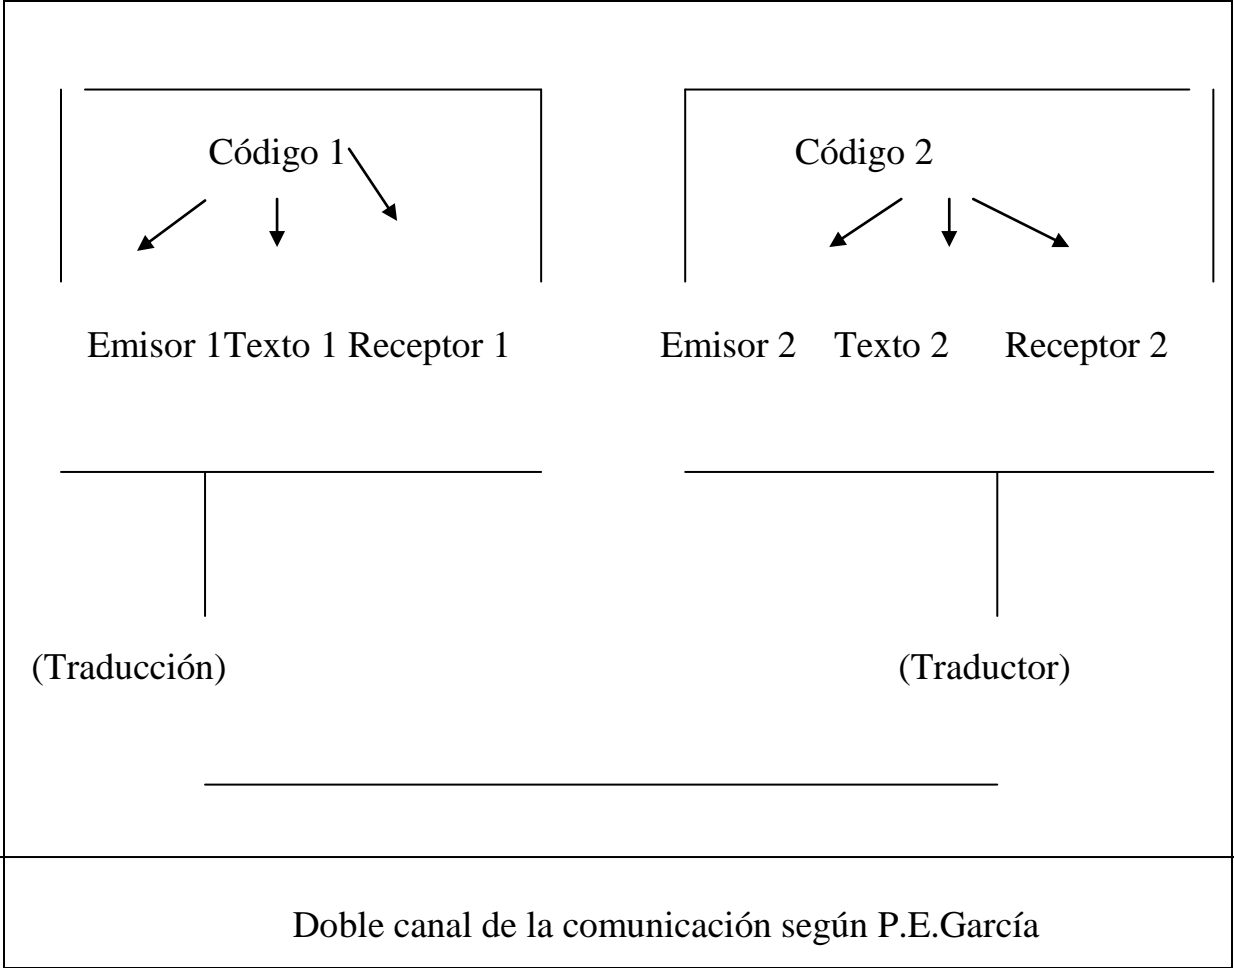 Código 1 Código 2
Emisor 1Texto 1 Receptor 1 Emisor 2 Texto 2 Receptor 2
(Traducción) (Traductor)
Doble canal de la comunicación según P.E.García